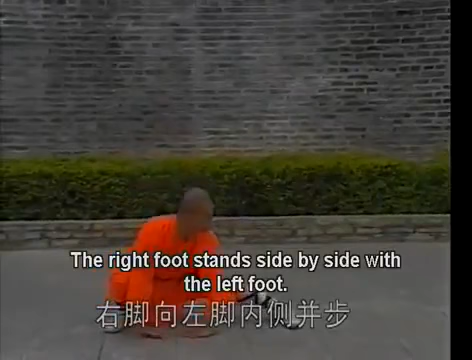 The right foot stands side by side with
the left foot.
右脚向左脚内侧并步